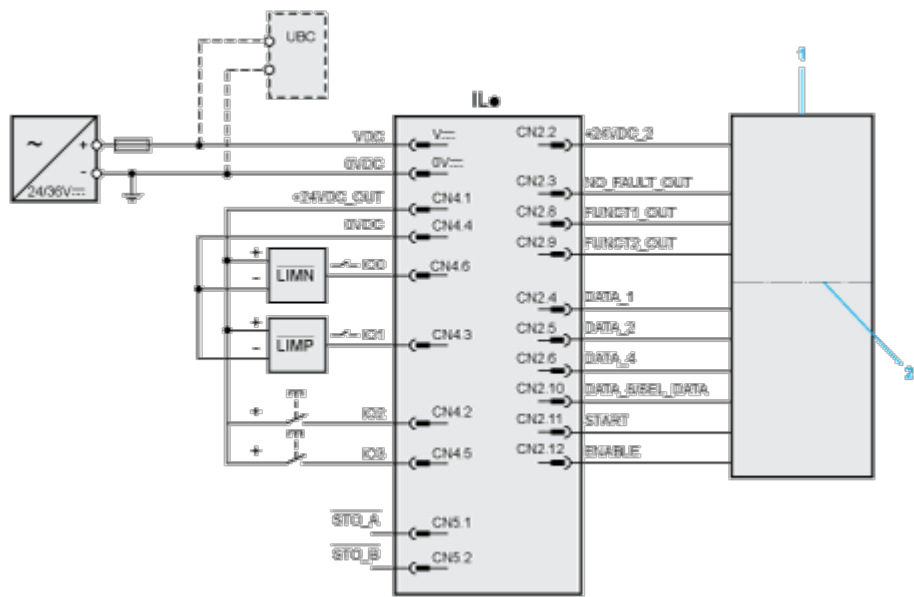 1
UBC
IL●
~
+
-
24/36V⎓
VDC
V⎓
0VDC
0V⎓
+24VDC_OUT
CN4.1
0VDC
CN4.4
+
-
LIMN
IO0
CN4.6
+
-
LIMP
IO1
CN4.3
+
IO2
CN4.2
+
IO3
CN4.5
STO_A
CN5.1
STO_B
CN5.2
CN2.2
+24VDC_2
CN2.3
NO_FAULT_OUT
CN2.8
FUNCT1_OUT
CN2.9
FUNCT2_OUT
CN2.4
DATA_1
CN2.5
DATA_2
CN2.6
DATA_4
CN2.10
DATA_8/SEL_DATA
CN2.11
START
CN2.12
ENABLE
2